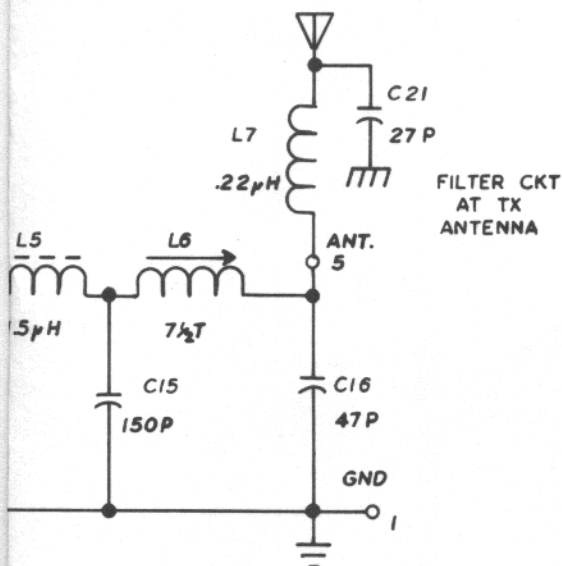 C21
27P
L7
.22µH
FILTER CKT
AT TX
ANTENNA
L5
L6
ANT.
5
.5µH
7½T
C15
150P
C16
47P
GND
1